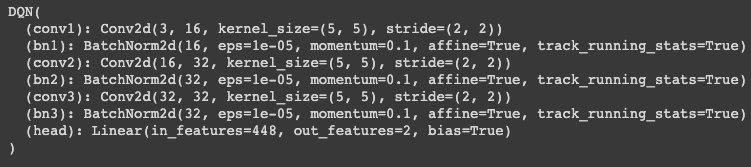 DQN(
  (conv1): Conv2d(3, 16, kernel_size=(5, 5), stride=(2, 2))
  (bn1): BatchNorm2d(16, eps=1e-05, momentum=0.1, affine=True, track_running_stats=True)
  (conv2): Conv2d(16, 32, kernel_size=(5, 5), stride=(2, 2))
  (bn2): BatchNorm2d(32, eps=1e-05, momentum=0.1, affine=True, track_running_stats=True)
  (conv3): Conv2d(32, 32, kernel_size=(5, 5), stride=(2, 2))
  (bn3): BatchNorm2d(32, eps=1e-05, momentum=0.1, affine=True, track_running_stats=True)
  (head): Linear(in_features=448, out_features=2, bias=True)
)